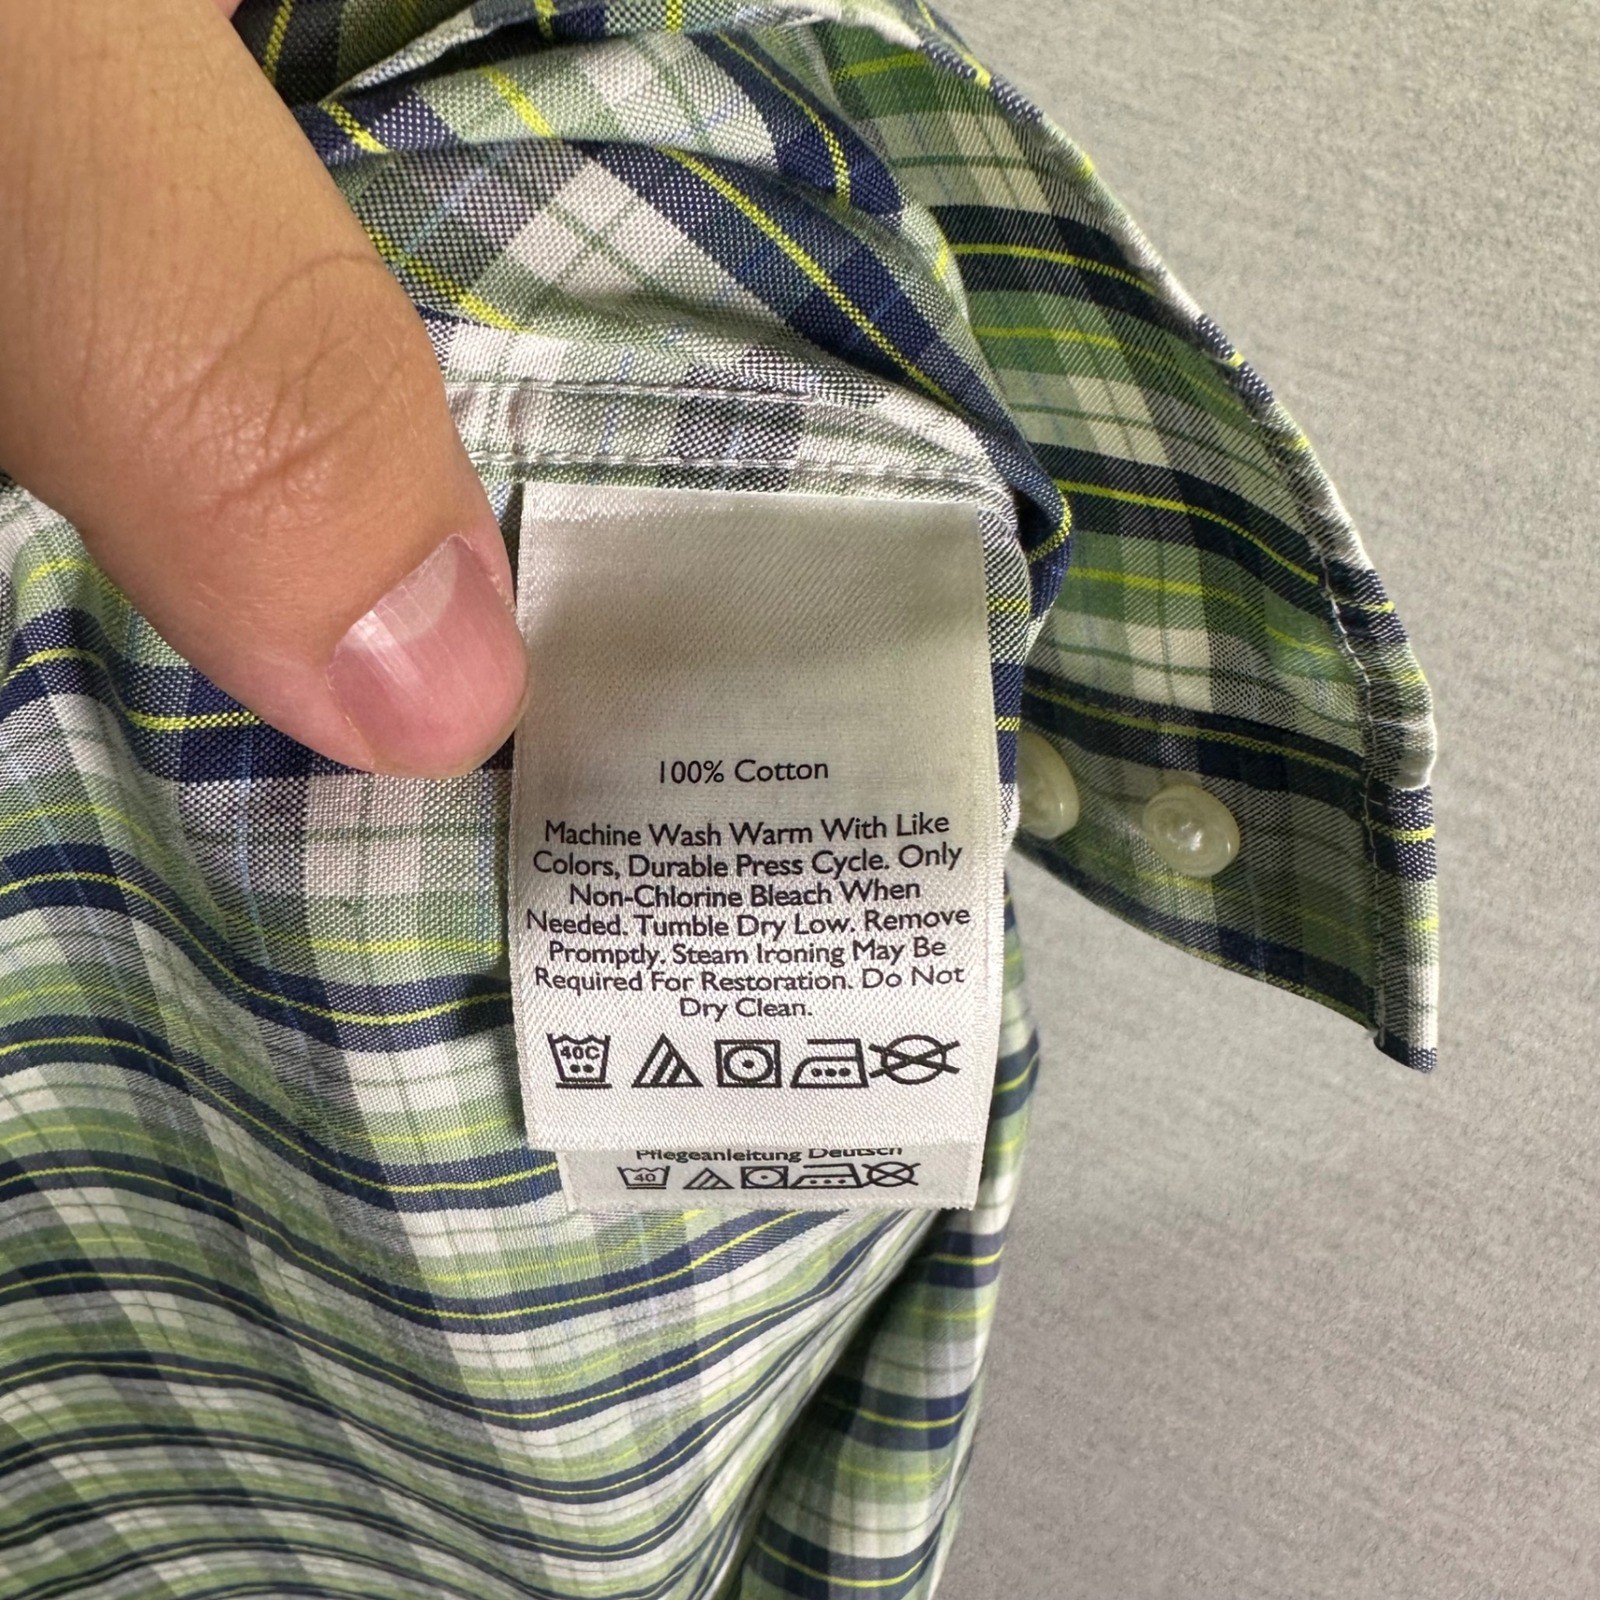 100% Cotton
Machine Wash Warm With Like
Colors, Durable Press Cycle. Only
Non-Chlorine Bleach When
Needed. Tumble Dry Low. Remove
Promptly. Steam Ironing May Be
Required For Restoration. Do Not
Dry Clean.
40C
Pflegeanleitung Deutsch
40